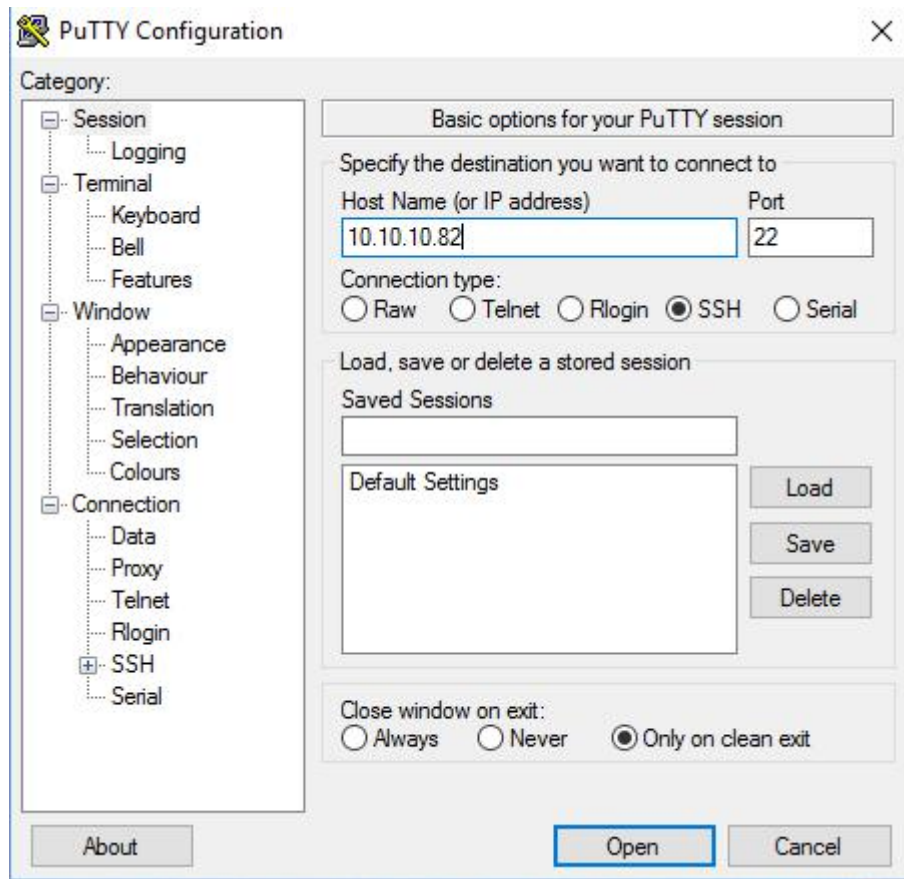 PuTTY Configuration
Category:
Session
Logging
Terminal
Keyboard
Bell
Features
Window
Appearance
Behaviour
Translation
Selection
Colours
Connection
Data
Proxy
Telnet
Rlogin
SSH
Serial
Basic options for your PuTTY session
Specify the destination you want to connect to
Host Name (or IP address) Port
10.10.10.82 22
Connection type:
Raw Telnet Rlogin SSH Serial
Load, save or delete a stored session
Saved Sessions
Default Settings
Load
Save
Delete
Close window on exit:
Always Never Only on clean exit
About Open Cancel